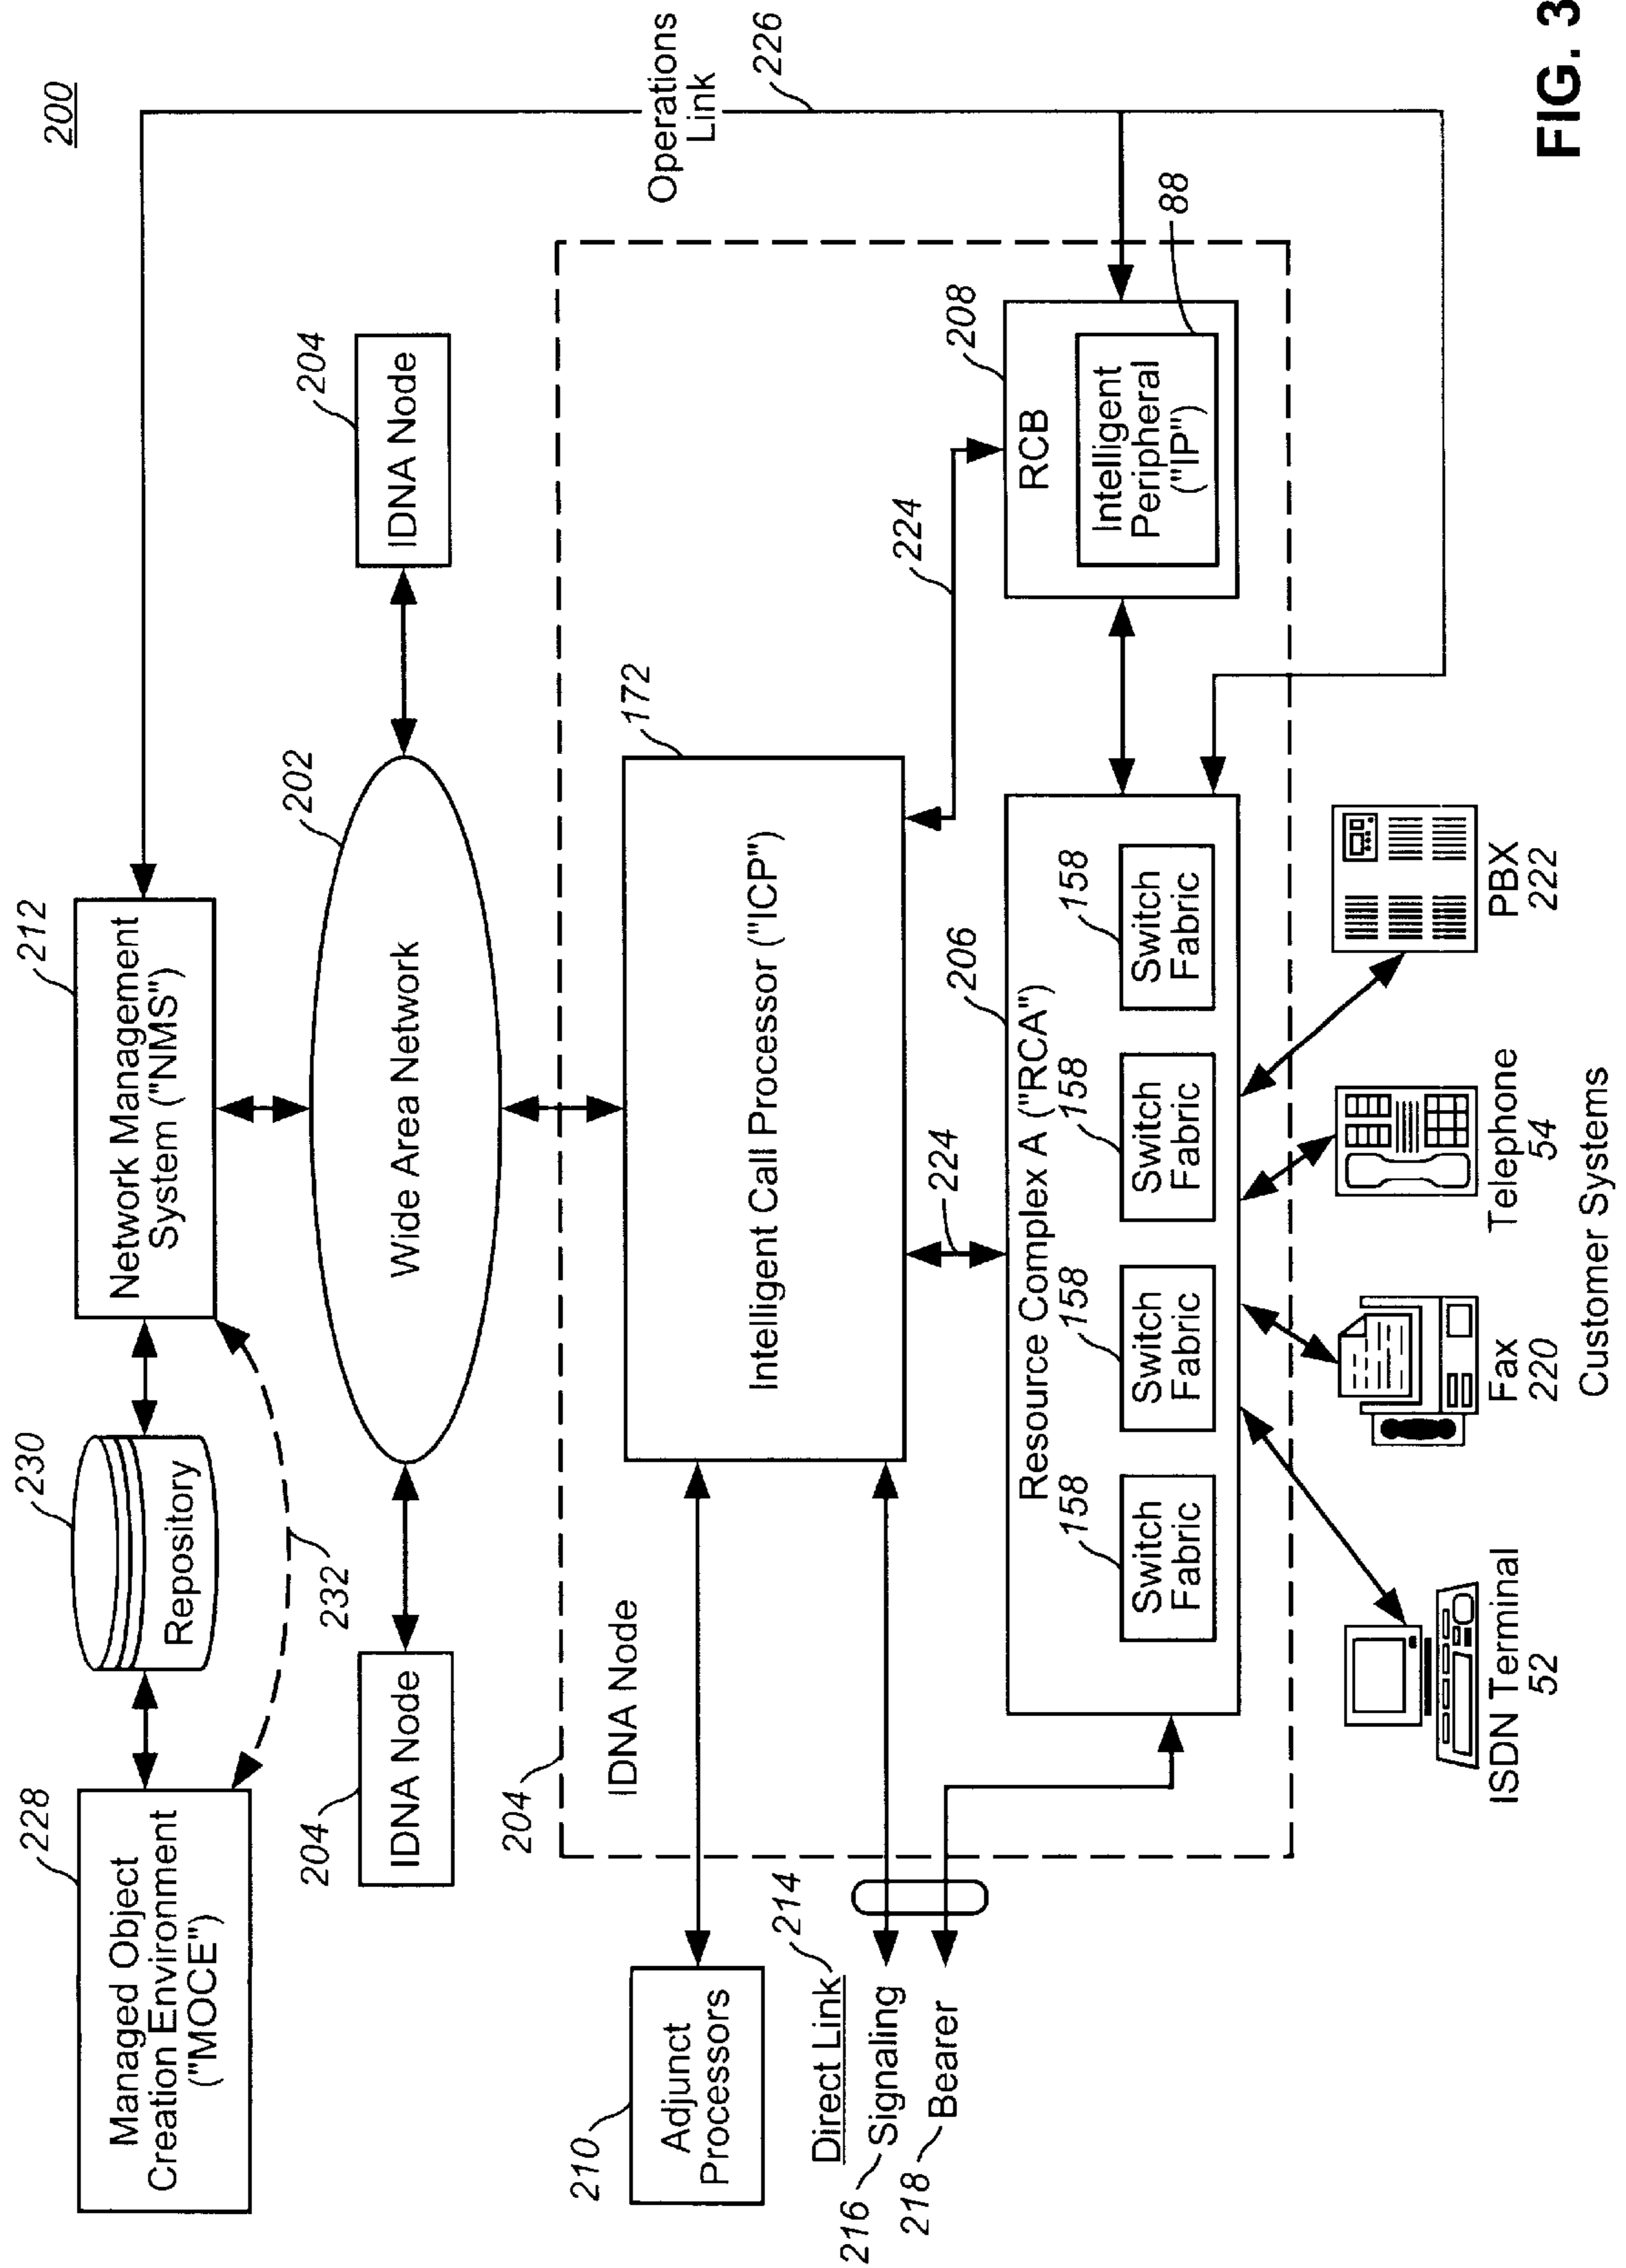 200
228
Managed Object
Creation Environment
("MOCE")
230
Repository
232
212
Network Management
System ("NMS")
204
IDNA Node
202
Wide Area Network
204
IDNA Node
Operations
Link
226
204
IDNA Node
172
Intelligent Call Processor ("ICP")
210
Adjunct
Processors
Direct Link
214
216
Signaling
218
Bearer
224
224
206
Resource Complex A ("RCA")
158
Switch
Fabric
158
Switch
Fabric
158
Switch
Fabric
158
Switch
Fabric
208
RCB
Intelligent
Peripheral
("IP")
88
ISDN Terminal
52
Fax
220
Telephone
54
PBX
222
Customer Systems
FIG. 3